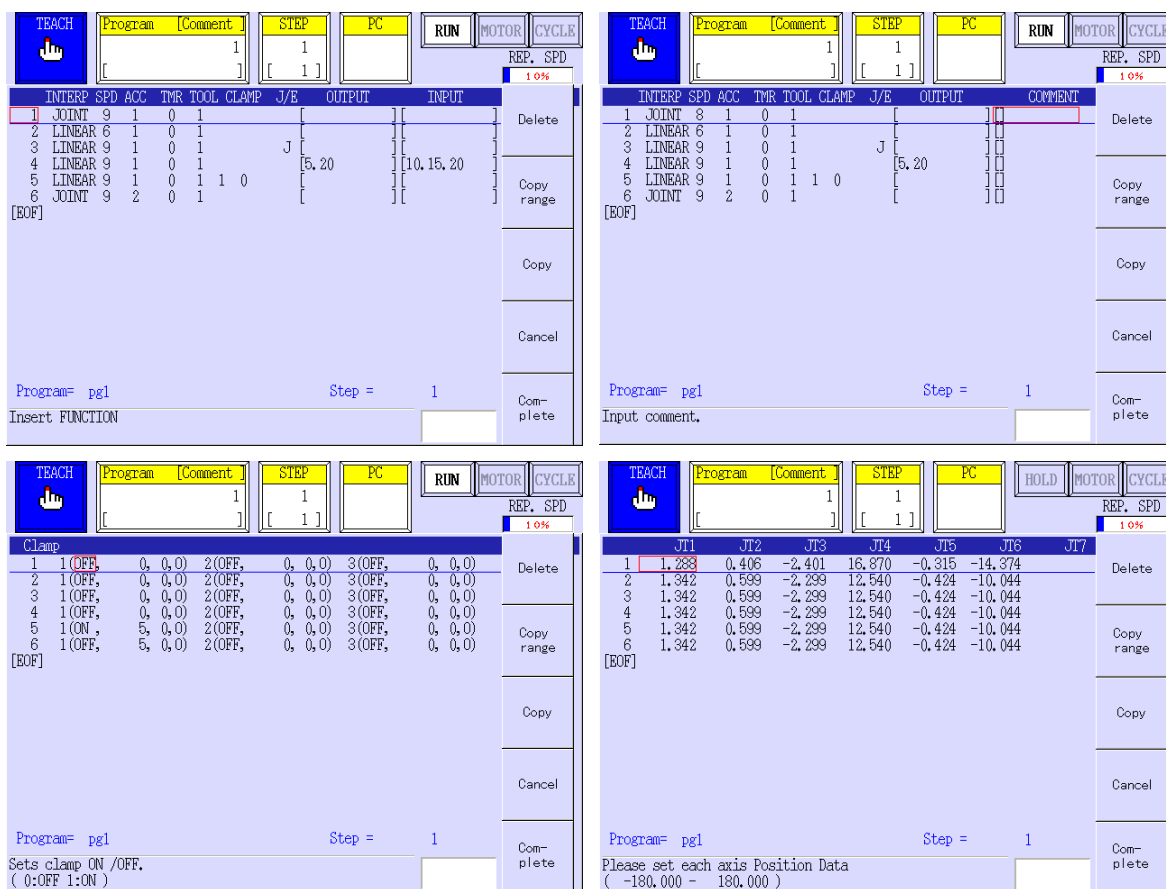 TEACH Program [Comment ] STEP PC RUN MOTOR CYCLE
1 1 REP. SPD
[ ] [ 1 ] 10%
INTERP SPD ACC TMR TOOL CLAMP J/E OUTPUT INPUT
1 JOINT 9 1 0 1 [ ][ ]
2 LINEAR 6 1 0 1 [ ][ ]
3 LINEAR 9 1 0 1 J [ ][ ]
4 LINEAR 9 1 0 1 [5.20 ][10.15.20 ]
5 LINEAR 9 1 0 1 1 0 [ ][ ]
6 JOINT 9 2 0 1 [ ][ ]
[EOF]
Delete
Copy
range
Copy
Cancel
Com-
plete
Program= pg1 Step = 1
Insert FUNCTION
TEACH Program [Comment ] STEP PC RUN MOTOR CYCLE
1 1 REP. SPD
[ ] [ 1 ] 10%
INTERP SPD ACC TMR TOOL CLAMP J/E OUTPUT COMMENT
1 JOINT 8 1 0 1 [ ][]
2 LINEAR 6 1 0 1 [ ][]
3 LINEAR 9 1 0 1 J [ ][]
4 LINEAR 9 1 0 1 [5.20 ][]
5 LINEAR 9 1 0 1 1 0 [ ][]
6 JOINT 9 2 0 1 [ ][]
[EOF]
Delete
Copy
range
Copy
Cancel
Com-
plete
Program= pg1 Step = 1
Input comment.
TEACH Program [Comment ] STEP PC RUN MOTOR CYCLE
1 1 REP. SPD
[ ] [ 1 ] 10%
Clamp
1 1(OFF, 0, 0,0) 2(OFF, 0, 0,0) 3(OFF, 0, 0,0)
2 1(OFF, 0, 0,0) 2(OFF, 0, 0,0) 3(OFF, 0, 0,0)
3 1(OFF, 0, 0,0) 2(OFF, 0, 0,0) 3(OFF, 0, 0,0)
4 1(OFF, 0, 0,0) 2(OFF, 0, 0,0) 3(OFF, 0, 0,0)
5 1(ON , 5, 0,0) 2(OFF, 0, 0,0) 3(OFF, 0, 0,0)
6 1(OFF, 5, 0,0) 2(OFF, 0, 0,0) 3(OFF, 0, 0,0)
[EOF]
Delete
Copy
range
Copy
Cancel
Com-
plete
Program= pg1 Step = 1
Sets clamp ON /OFF.
( 0:OFF 1:ON )
TEACH Program [Comment ] STEP PC HOLD MOTOR CYCLE
1 1 REP. SPD
[ ] [ 1 ] 10%
JT1 JT2 JT3 JT4 JT5 JT6 JT7
1 1.288 0.406 -2.401 16.870 -0.315 -14.374
2 1.342 0.599 -2.299 12.540 -0.424 -10.044
3 1.342 0.599 -2.299 12.540 -0.424 -10.044
4 1.342 0.599 -2.299 12.540 -0.424 -10.044
5 1.342 0.599 -2.299 12.540 -0.424 -10.044
6 1.342 0.599 -2.299 12.540 -0.424 -10.044
[EOF]
Delete
Copy
range
Copy
Cancel
Com-
plete
Program= pg1 Step = 1
Please set each axis Position Data
( -180.000 - 180.000 )